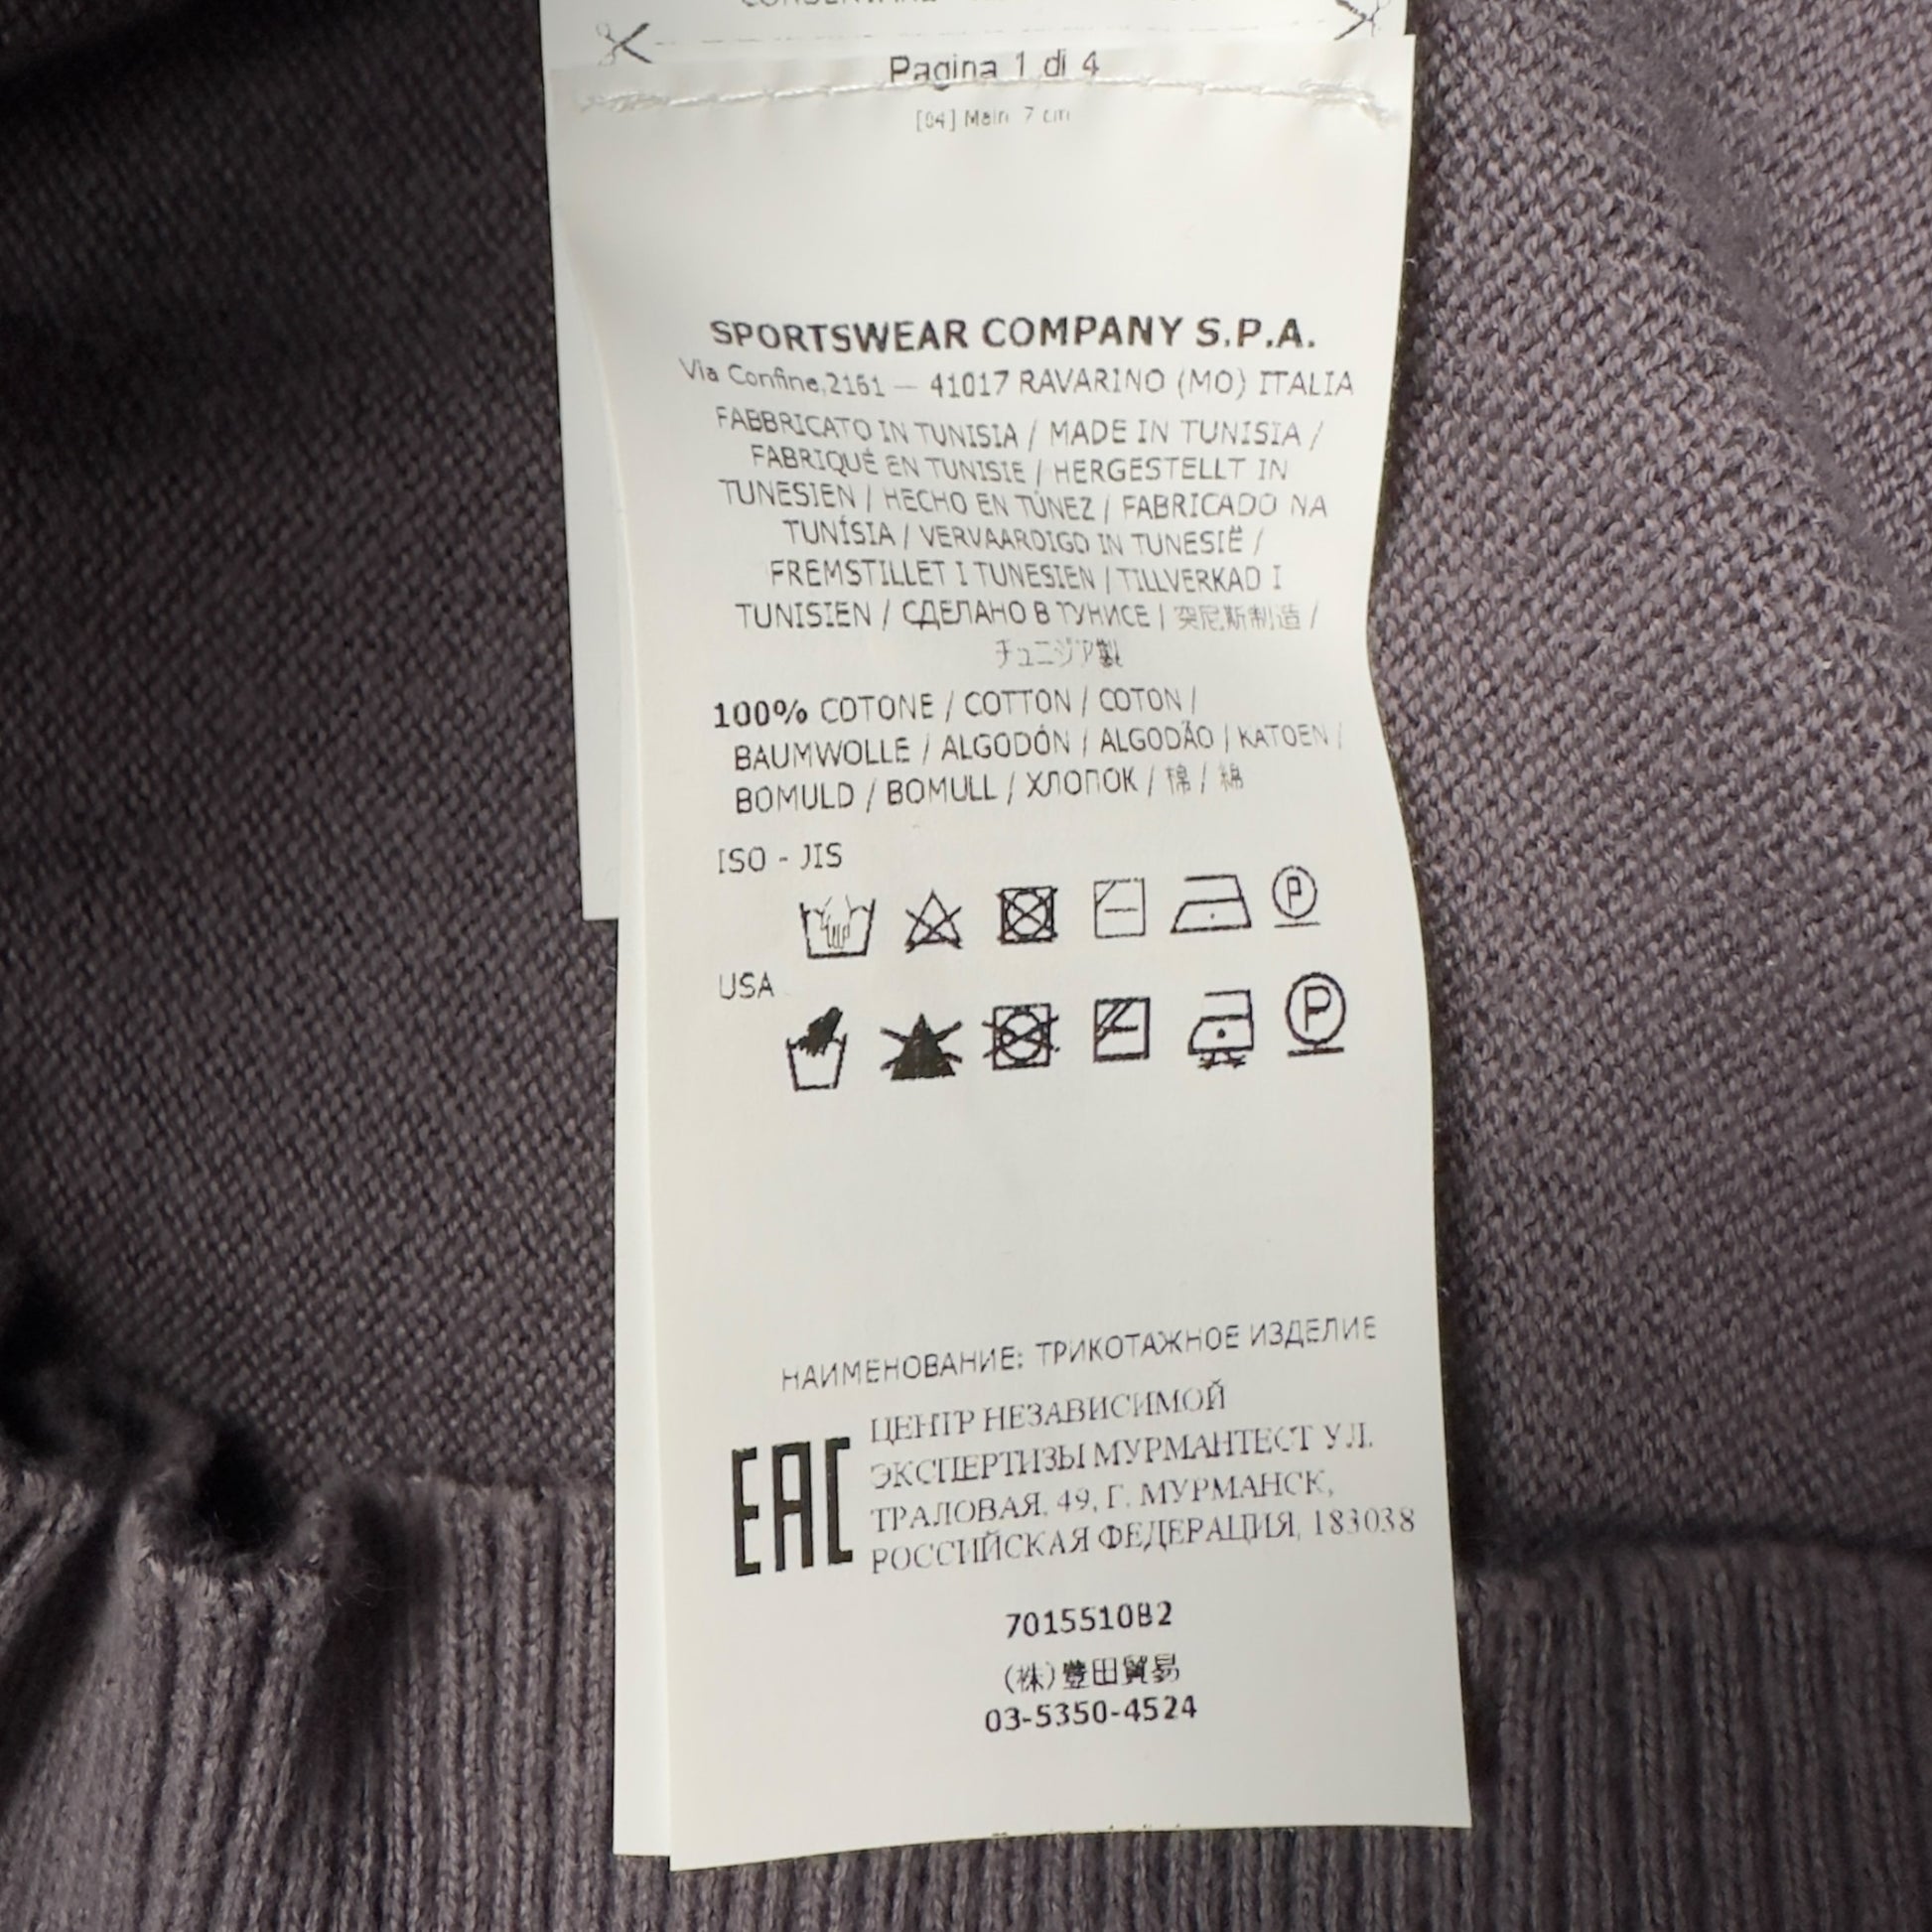 Pagina 1 di 4
[04] Main 7 cm
SPORTSWEAR COMPANY S.P.A.
Via Confine,2161 — 41017 RAVARINO (MO) ITALIA
FABBRICATO IN TUNISIA / MADE IN TUNISIA /
FABRIQUÉ EN TUNISIE / HERGESTELLT IN
TUNESIEN / HECHO EN TÚNEZ / FABRICADO NA
TUNÍSIA / VERVAARDIGD IN TUNESIË /
FREMSTILLET I TUNESIEN / TILLVERKAD I
TUNISIEN / СДЕЛАНО В ТУНИСЕ / 突尼斯制造 /
チュニジア製
100% COTONE / COTTON / COTON /
BAUMWOLLE / ALGODÓN / ALGODÃO / KATOEN /
BOMULD / BOMULL / ХЛОПОК / 棉 / 綿
ISO - JIS
P
USA
P
НАИМЕНОВАНИЕ: ТРИКОТАЖНОЕ ИЗДЕЛИЕ
EAC
ЦЕНТР НЕЗАВИСИМОЙ
ЭКСПЕРТИЗЫ МУРМАНТЕСТ УЛ.
ТРАЛОВАЯ, 49, Г. МУРМАНСК,
РОССИЙСКАЯ ФЕДЕРАЦИЯ, 183038
7015510B2
(株)豊田貿易
03-5350-4524